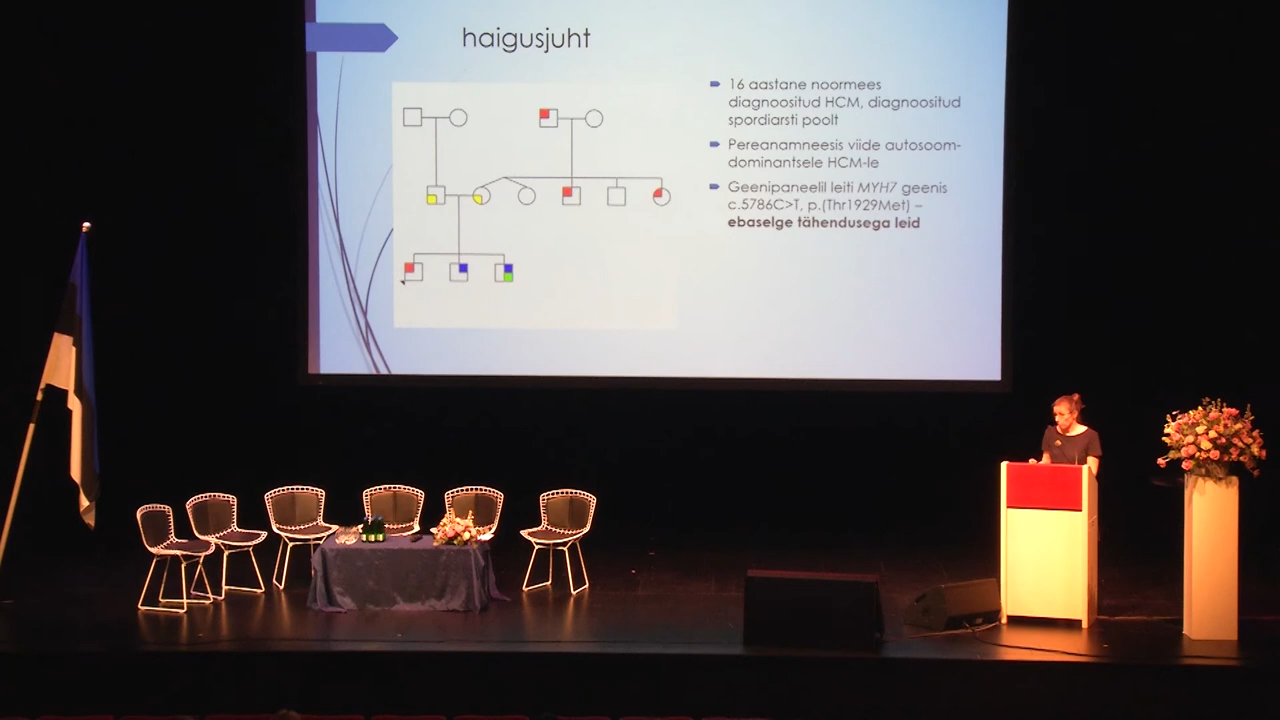 haigusjuht
16 aastane noormees
diagnoositud HCM, diagnoositud
spordiarsti poolt
Pereanamneesis viide autosoom-
dominantsele HCM-le
Geenipaneelil leiti MYH7 geenis
c.5786C>T, p.(Thr1929Met) –
ebaselge tähendusega leid